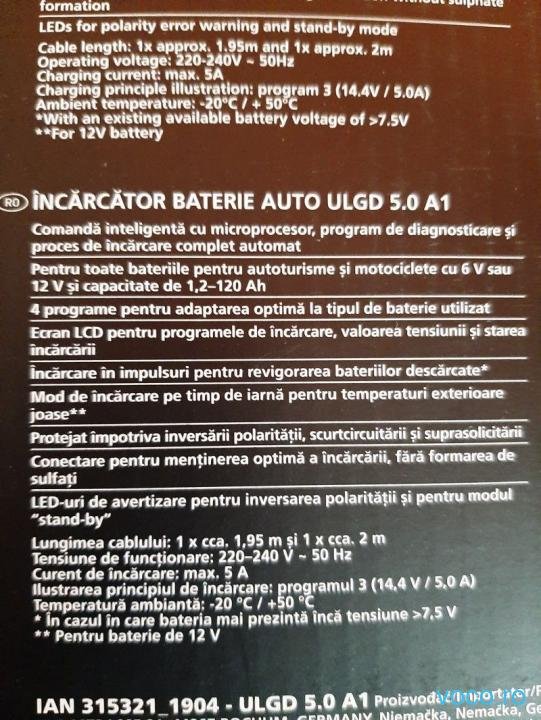 formation
LEDs for polarity error warning and stand-by mode
Cable length: 1x approx. 1.95m and 1x approx. 2m
Operating voltage: 220-240V ~ 50Hz
Charging current: max. 5A
Charging principle illustration: program 3 (14.4V / 5.0A)
Ambient temperature: -20°C / + 50°C
*With an existing available battery voltage of >7.5V
**For 12V battery
RO ÎNCĂRCĂTOR BATERIE AUTO ULGD 5.0 A1
Comandă inteligentă cu microprocesor, program de diagnosticare și
proces de încărcare complet automat
Pentru toate bateriile pentru autoturisme și motociclete cu 6 V sau
12 V și capacitate de 1,2–120 Ah
4 programe pentru adaptarea optimă la tipul de baterie utilizat
Ecran LCD pentru programele de încărcare, valoarea tensiunii și starea
încărcării
Încărcare în impulsuri pentru revigorarea bateriilor descărcate*
Mod de încărcare pe timp de iarnă pentru temperaturi exterioare
joase**
Protejat împotriva inversării polarității, scurtcircuitării și suprasolicitării
Conectare pentru menținerea optimă a încărcării, fără formarea de
sulfați
LED-uri de avertizare pentru inversarea polarității și pentru modul
"stand-by"
Lungimea cablului: 1 x cca. 1,95 m și 1 x cca. 2 m
Tensiune de funcționare: 220–240 V ~ 50 Hz
Curent de încărcare: max. 5 A
Ilustrarea principiului de încărcare: programul 3 (14,4 V / 5,0 A)
Temperatură ambiantă: -20 °C / +50 °C
* În cazul în care bateria mai prezintă încă tensiune >7,5 V
** Pentru baterie de 12 V
IAN 315321_1904 - ULGD 5.0 A1 Proizvođač/Importator/
BOCHUM, GERMANY, Njemačka, Nemačka,